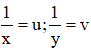 1/x = u; 1/y = v